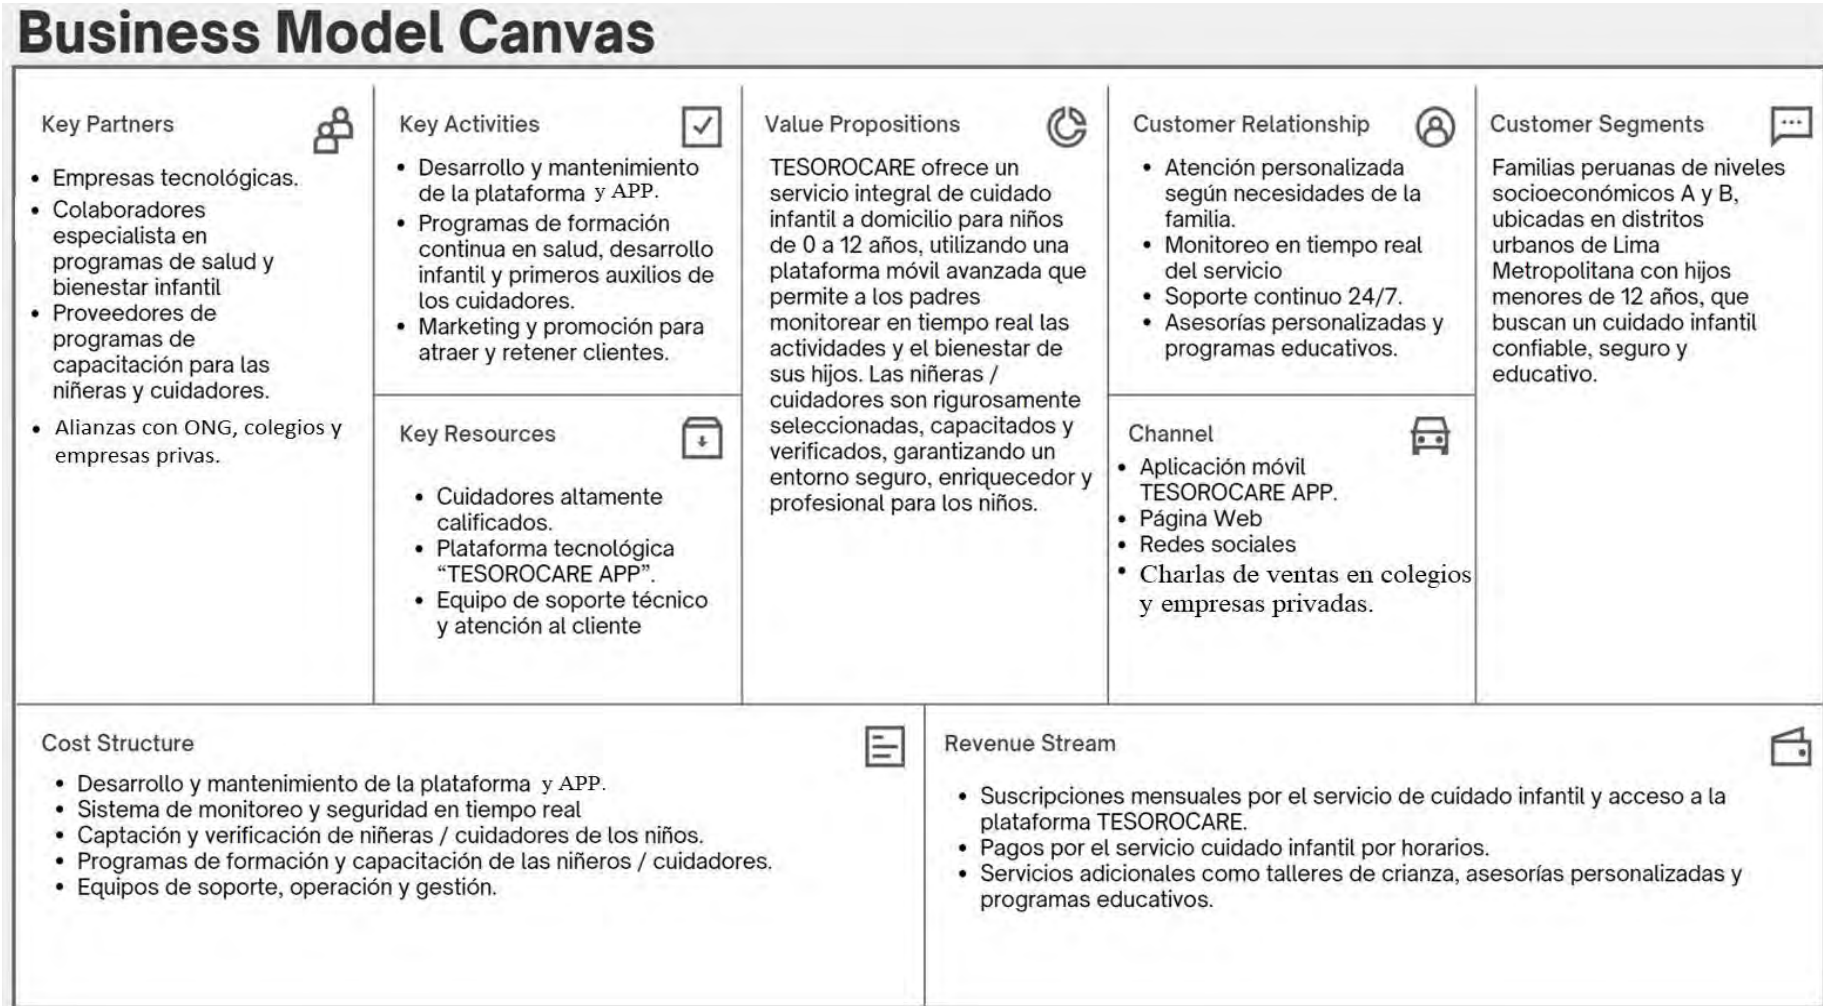 Business Model Canvas
Key Partners
• Empresas tecnológicas.
• Colaboradores
especialista en
programas de salud y
bienestar infantil
• Proveedores de
programas de
capacitación para las
niñeras y cuidadores.
• Alianzas con ONG, colegios y
empresas privas.
Key Activities
• Desarrollo y mantenimiento
de la plataforma y APP.
• Programas de formación
continua en salud, desarrollo
infantil y primeros auxilios de
los cuidadores.
• Marketing y promoción para
atraer y retener clientes.
Key Resources
• Cuidadores altamente
calificados.
• Plataforma tecnológica
“TESOROCARE APP”.
• Equipo de soporte técnico
y atención al cliente
Value Propositions
TESOROCARE ofrece un
servicio integral de cuidado
infantil a domicilio para niños
de 0 a 12 años, utilizando una
plataforma móvil avanzada que
permite a los padres
monitorear en tiempo real las
actividades y el bienestar de
sus hijos. Las niñeras /
cuidadores son rigurosamente
seleccionadas, capacitados y
verificados, garantizando un
entorno seguro, enriquecedor y
profesional para los niños.
Customer Relationship
• Atención personalizada
según necesidades de la
familia.
• Monitoreo en tiempo real
del servicio
• Soporte continuo 24/7.
• Asesorías personalizadas y
programas educativos.
Channel
• Aplicación móvil
TESOROCARE APP.
• Página Web
• Redes sociales
• Charlas de ventas en colegios
y empresas privadas.
Customer Segments
Familias peruanas de niveles
socioeconómicos A y B,
ubicadas en distritos
urbanos de Lima
Metropolitana con hijos
menores de 12 años, que
buscan un cuidado infantil
confiable, seguro y
educativo.
Cost Structure
• Desarrollo y mantenimiento de la plataforma y APP.
• Sistema de monitoreo y seguridad en tiempo real
• Captación y verificación de niñeras / cuidadores de los niños.
• Programas de formación y capacitación de las niñeros / cuidadores.
• Equipos de soporte, operación y gestión.
Revenue Stream
• Suscripciones mensuales por el servicio de cuidado infantil y acceso a la
plataforma TESOROCARE.
• Pagos por el servicio cuidado infantil por horarios.
• Servicios adicionales como talleres de crianza, asesorías personalizadas y
programas educativos.